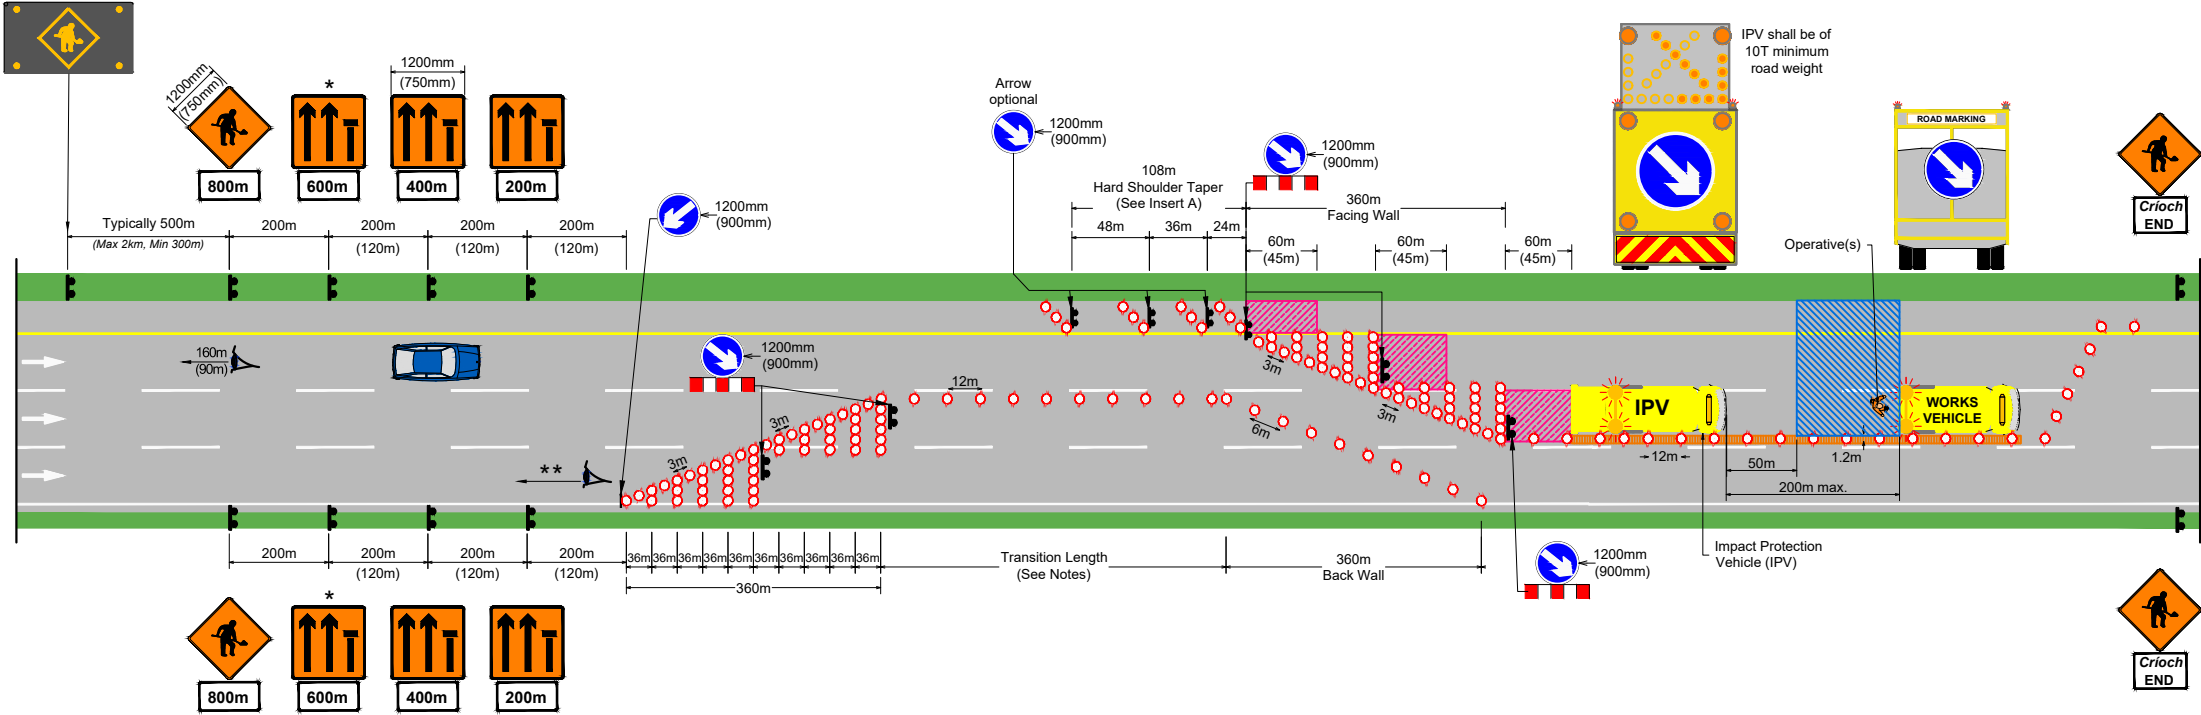 IPV shall be of
10T minimum
road weight
1200mm
(750mm)
*
1200mm
(750mm)
800m
600m
400m
200m
Arrow
optional
1200mm
(900mm)
1200mm
(900mm)
108m
Hard Shoulder Taper
(See Insert A)
360m
Facing Wall
ROAD MARKING
Críoch
END
1200mm
(900mm)
Typically 500m
(Max 2km, Min 300m)
200m
200m
(120m)
200m
(120m)
200m
(120m)
48m
36m
24m
60m
(45m)
60m
(45m)
60m
(45m)
Operative(s)
160m
(90m)
1200mm
(900mm)
12m
3m
3m
3m
3m
6m
IPV
WORKS
VEHICLE
**
12m
50m
1.2m
200m max.
200m
200m
(120m)
200m
(120m)
200m
(120m)
36m
36m
36m
36m
36m
36m
36m
36m
36m
36m
360m
Transition Length
(See Notes)
360m
Back Wall
1200mm
(900mm)
Impact Protection
Vehicle (IPV)
*
800m
600m
400m
200m
Críoch
END